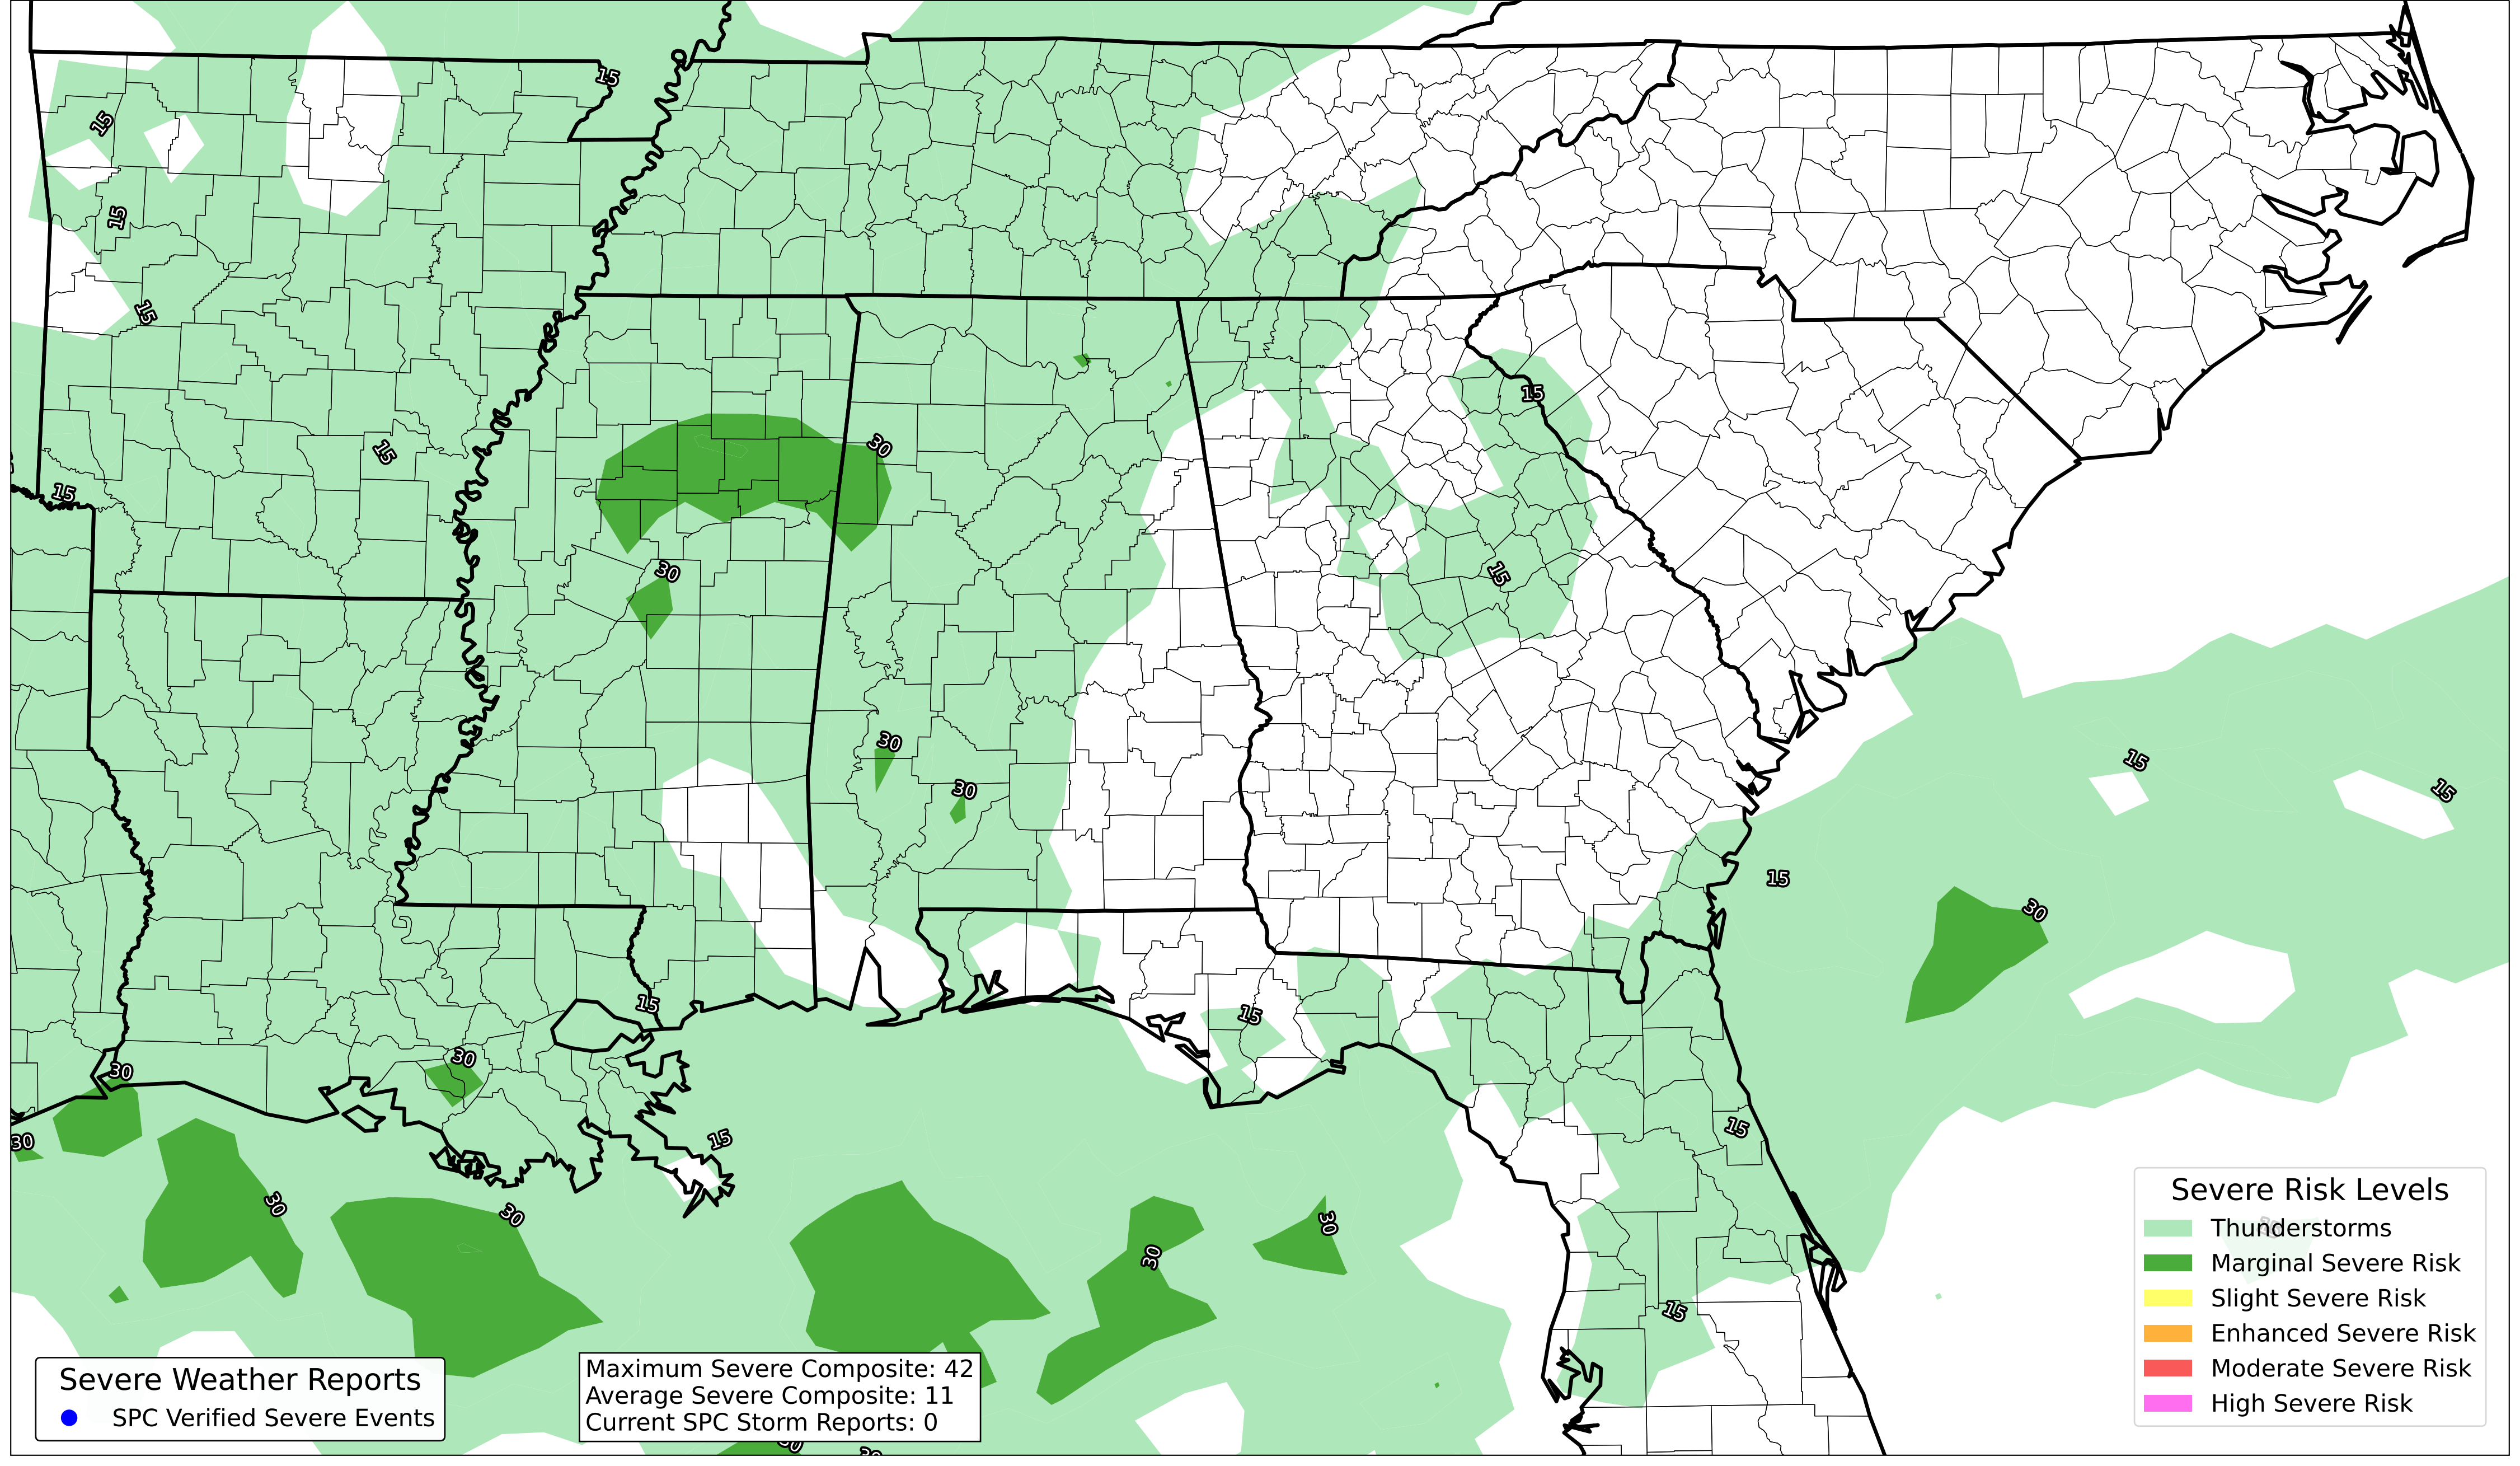 15
15
15
15
15
15
15
30
30
15
30
30
15
15
15
30
15
15
30
30
30
15
15
30
30
30
30
15
30
30
Severe Risk Levels
Thunderstorms
Marginal Severe Risk
Slight Severe Risk
Enhanced Severe Risk
Moderate Severe Risk
High Severe Risk
Severe Weather Reports
SPC Verified Severe Events
Maximum Severe Composite: 42
Average Severe Composite: 11
Current SPC Storm Reports: 0